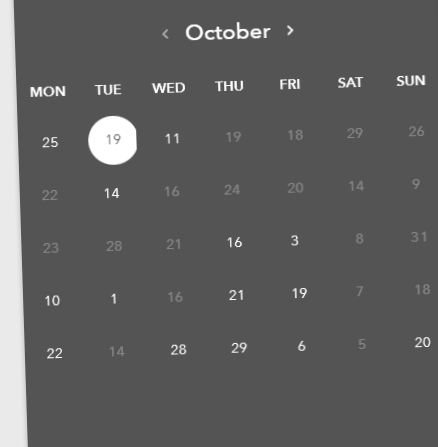 ‹ October ›
MON TUE WED THU FRI SAT SUN
25 19 11 19 18 29 26
22 14 16 24 20 14 9
23 28 21 16 3 8 31
10 1 16 21 19 7 18
22 14 28 29 6 5 20